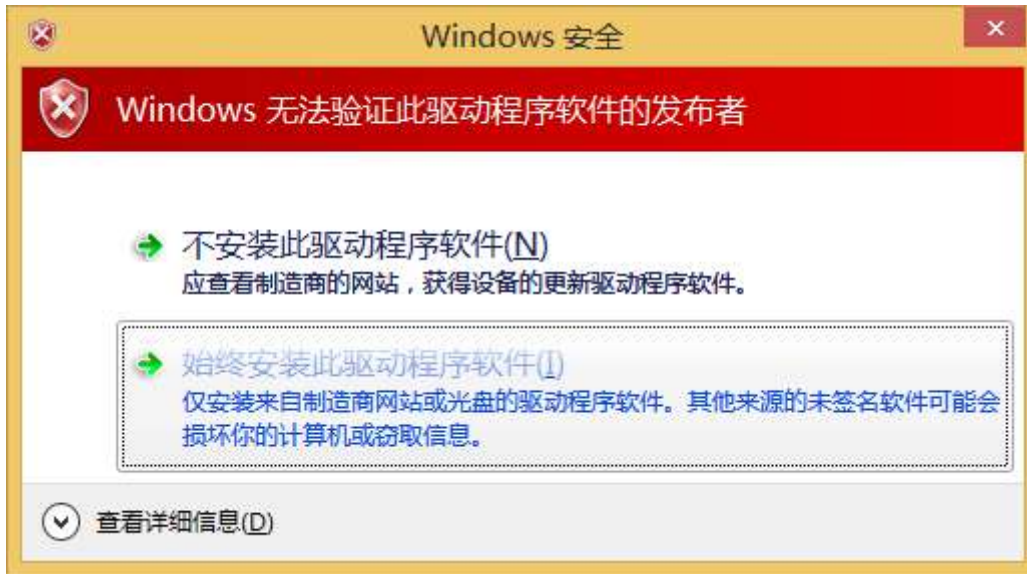 Windows 安全
Windows 无法验证此驱动程序软件的发布者
不安装此驱动程序软件(N)
应查看制造商的网站，获得设备的更新驱动程序软件。
始终安装此驱动程序软件(I)
仅安装来自制造商网站或光盘的驱动程序软件。其他来源的未签名软件可能会
损坏你的计算机或窃取信息。
查看详细信息(D)